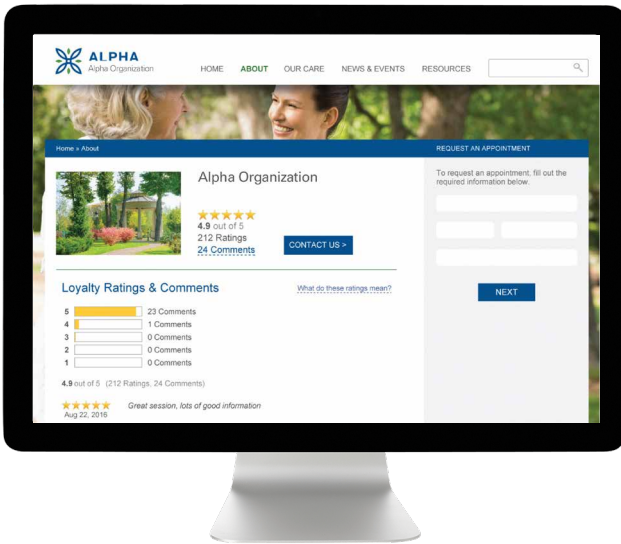 ALPHA
Alpha Organization
HOME ABOUT OUR CARE NEWS & EVENTS RESOURCES
Home » About
REQUEST AN APPOINTMENT
Alpha Organization
4.9 out of 5
212 Ratings
24 Comments
CONTACT US >
To request an appointment, fill out the
required information below.
NEXT
Loyalty Ratings & Comments
What do these ratings mean?
5 23 Comments
4 1 Comments
3 0 Comments
2 0 Comments
1 0 Comments
4.9 out of 5 (212 Ratings, 24 Comments)
Great session, lots of good information
Aug 22, 2016